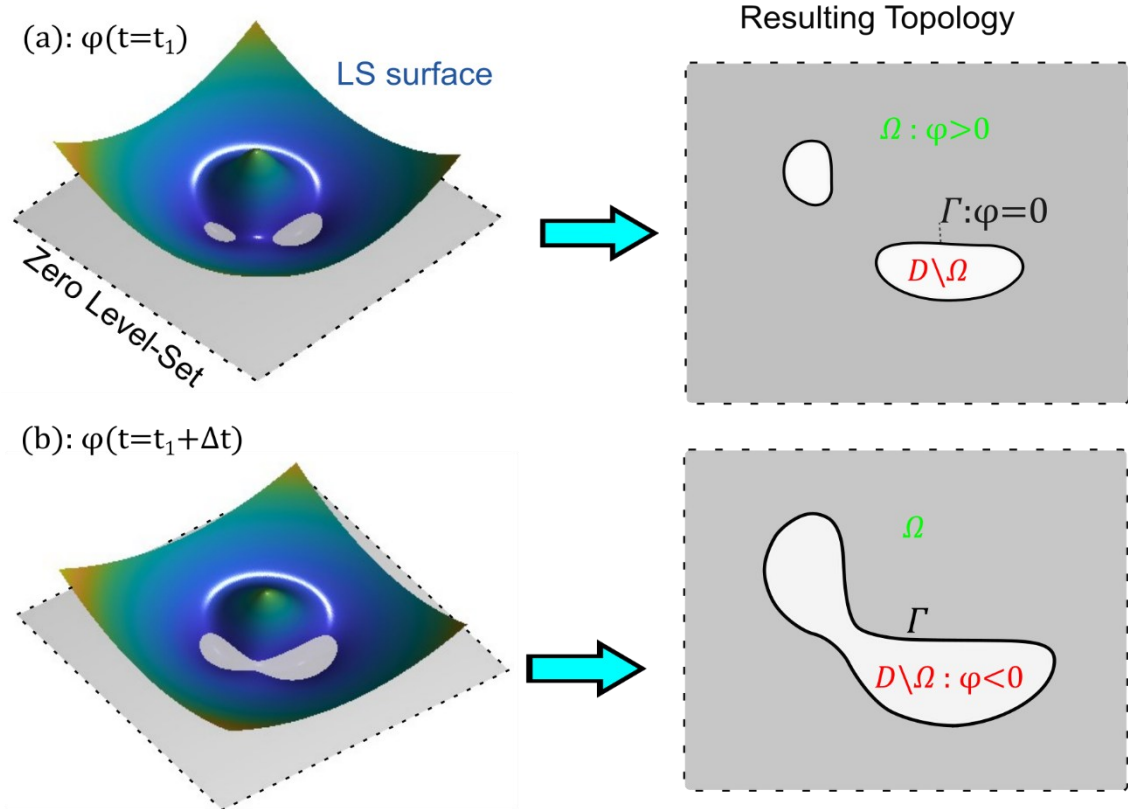 Resulting Topology
(a): φ(t=t₁)
LS surface
Ω : φ>0
Γ:φ=0
D\Ω
Zero Level-Set
(b): φ(t=t₁+Δt)
Ω
Γ
D\Ω : φ<0